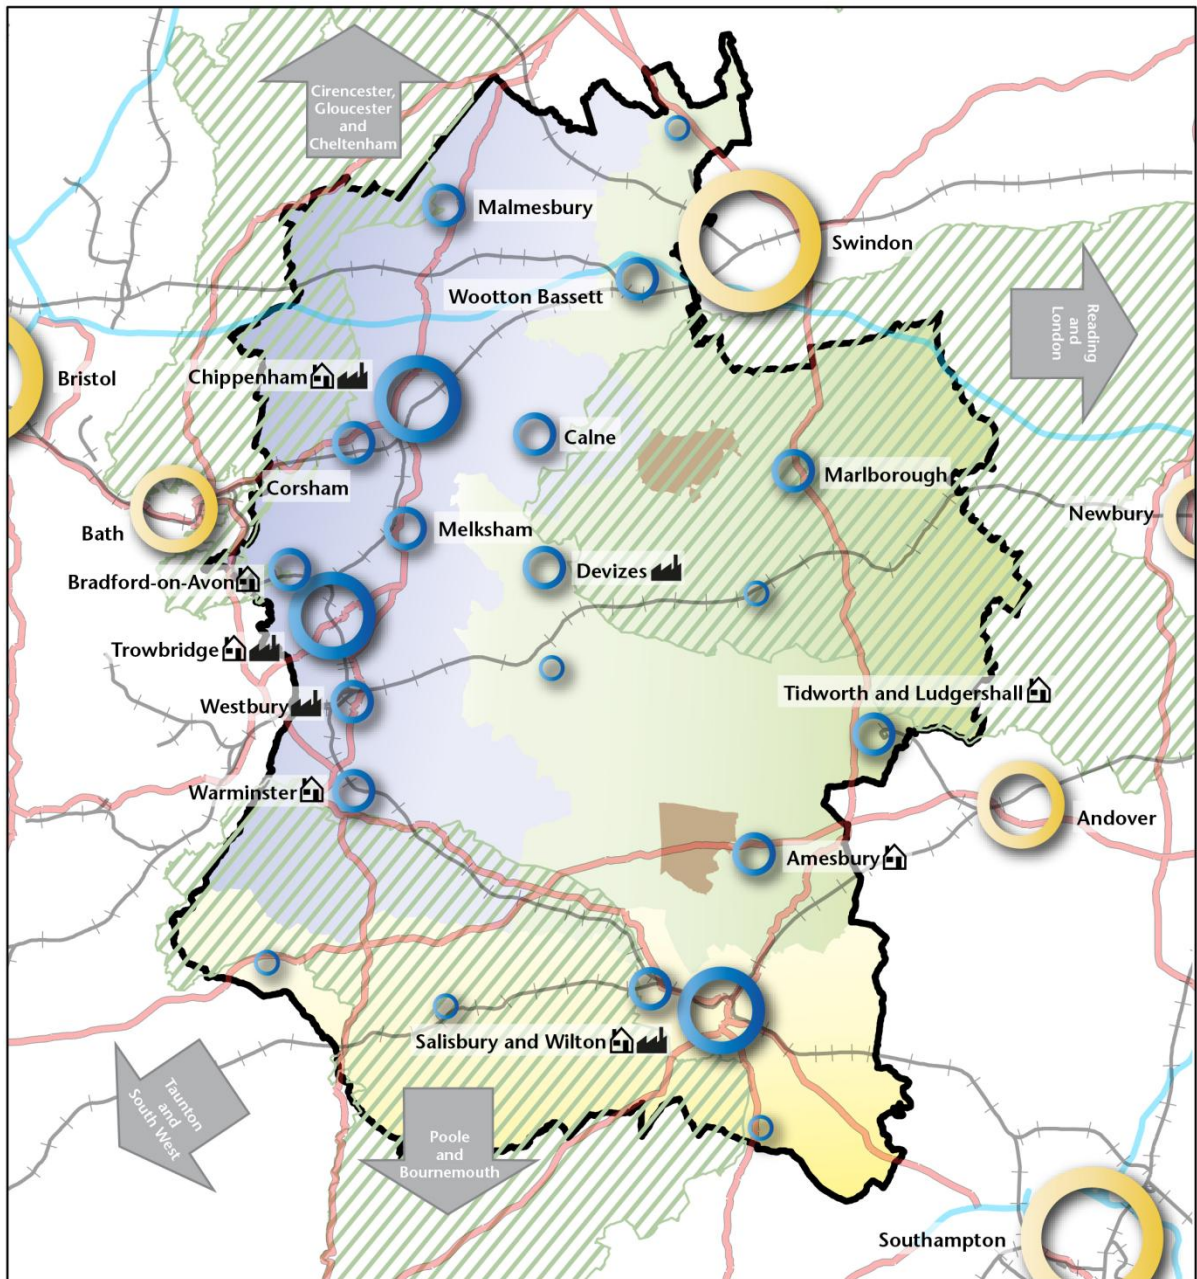 Cirencester,
Gloucester
and
Cheltenham
Malmesbury
Swindon
Wootton Bassett
Reading
and
London
Bristol
Chippenham
Calne
Corsham
Marlborough
Bath
Melksham
Newbury
Bradford-on-Avon
Devizes
Trowbridge
Tidworth and Ludgershall
Westbury
Warminster
Andover
Amesbury
Salisbury and Wilton
Taunton
and
South West
Poole
and
Bournemouth
Southampton